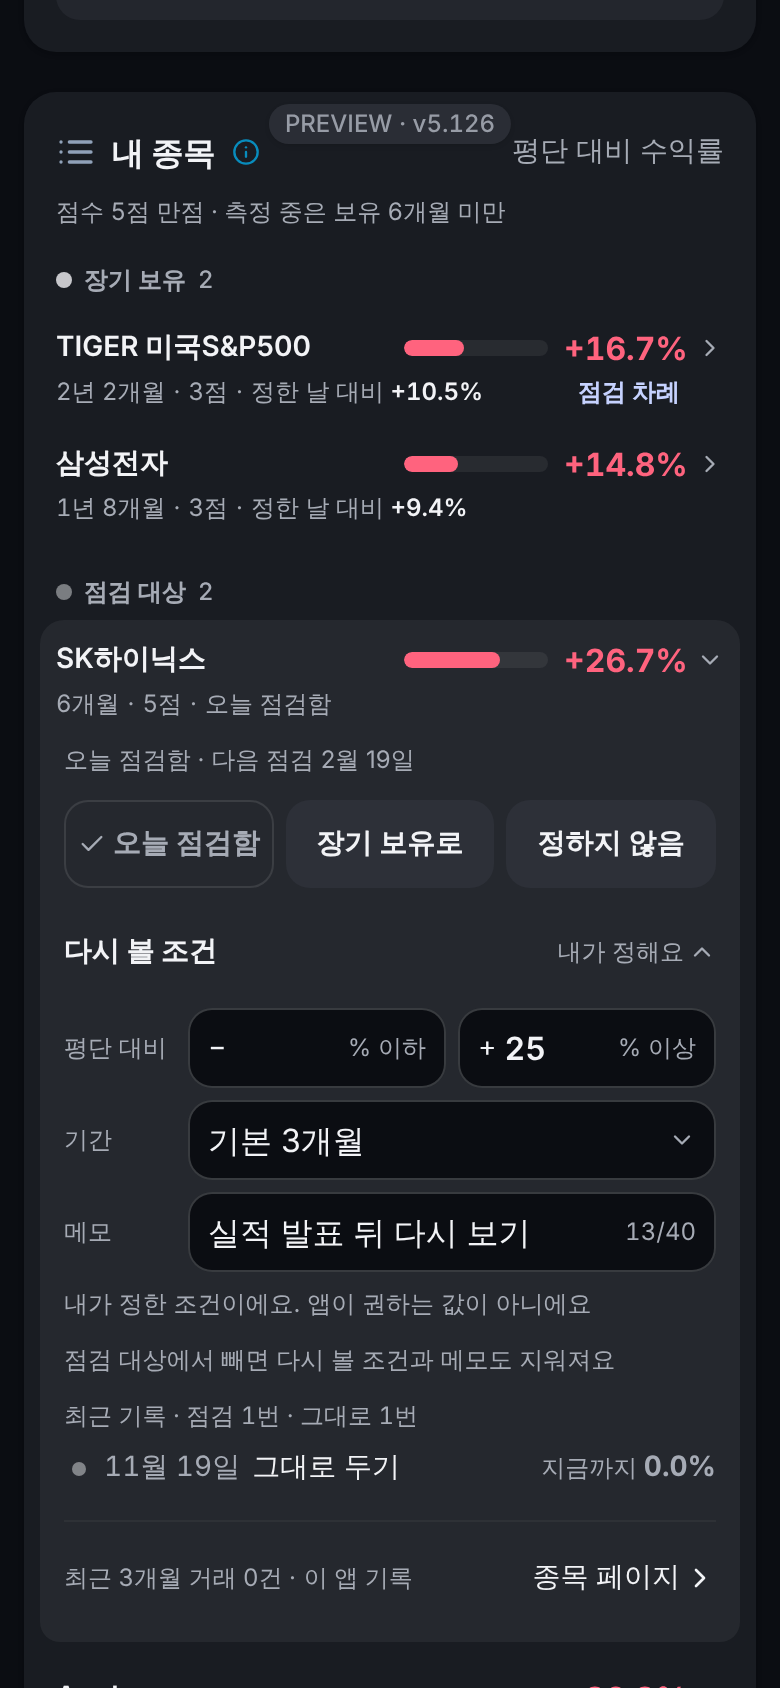 PREVIEW · v5.126
내 종목
평단 대비 수익률
점수 5점 만점 · 측정 중은 보유 6개월 미만
장기 보유 2
TIGER 미국S&P500 +16.7%
2년 2개월 · 3점 · 정한 날 대비 +10.5% 점검 차례
삼성전자 +14.8%
1년 8개월 · 3점 · 정한 날 대비 +9.4%
점검 대상 2
SK하이닉스 +26.7%
6개월 · 5점 · 오늘 점검함
오늘 점검함 · 다음 점검 2월 19일
오늘 점검함 장기 보유로 정하지 않음
다시 볼 조건 내가 정해요
평단 대비 − % 이하 + 25 % 이상
기간 기본 3개월
메모 실적 발표 뒤 다시 보기 13/40
내가 정한 조건이에요. 앱이 권하는 값이 아니에요
점검 대상에서 빼면 다시 볼 조건과 메모도 지워져요
최근 기록 · 점검 1번 · 그대로 1번
11월 19일 그대로 두기 지금까지 0.0%
최근 3개월 거래 0건 · 이 앱 기록 종목 페이지